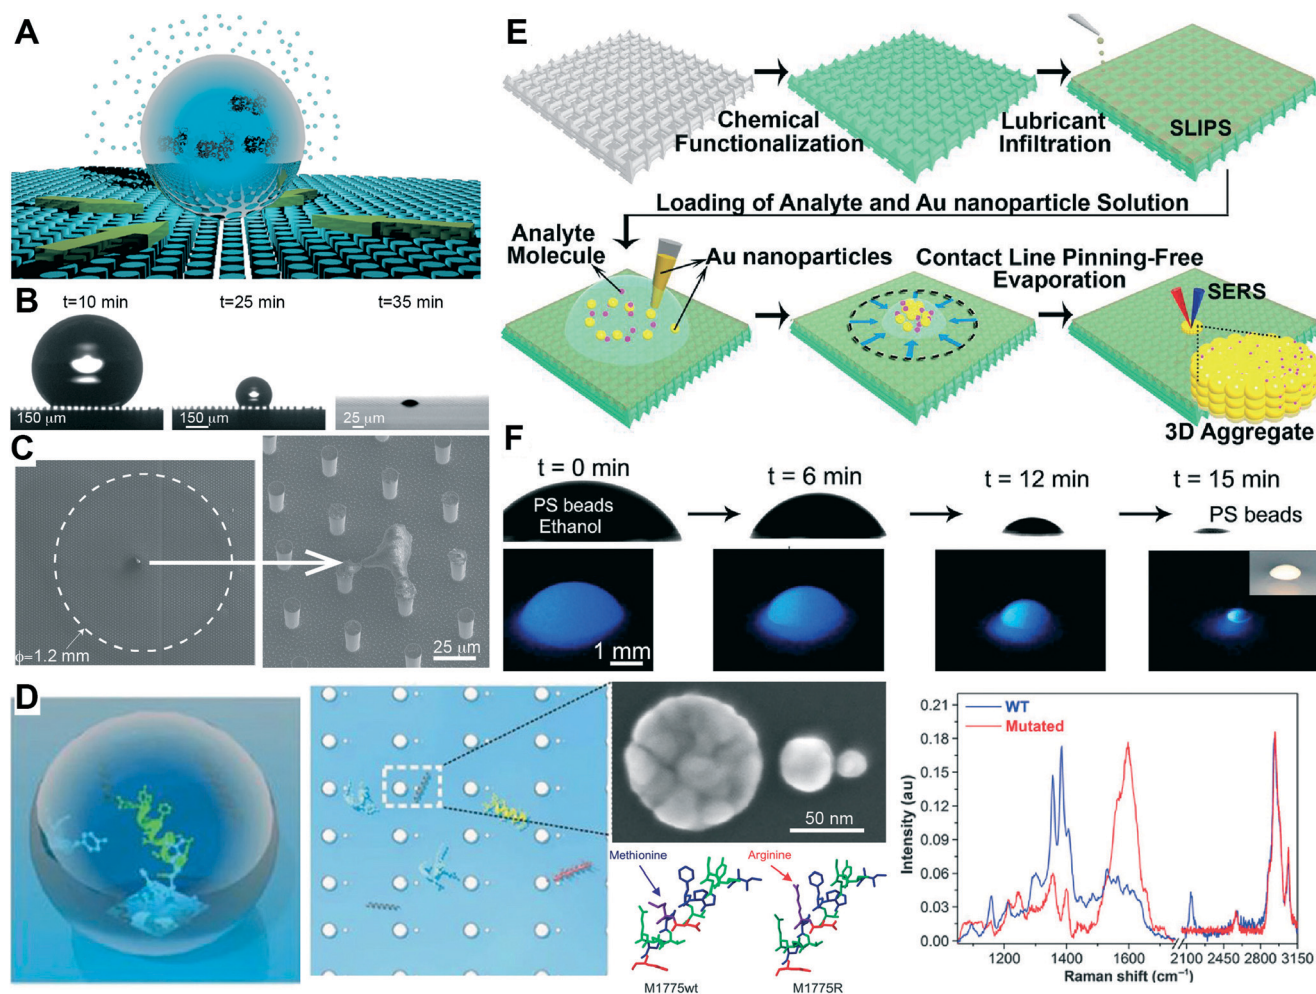 A
B
t=10 min
t=25 min
t=35 min
150 μm
150 μm
25 μm
C
ϕ=1.2 mm
25 μm
D
50 nm
Methionine
Arginine
M1775wt
M1775R
WT
Mutated
Intensity (au)
0.21
0.18
0.15
0.12
0.09
0.06
0.03
0.00
1200
1400
1600
2100
2400
2800
3150
Raman shift (cm⁻¹)
E
Chemical
Functionalization
Lubricant
Infiltration
SLIPS
Loading of Analyte and Au nanoparticle Solution
Analyte
Molecule
Au nanoparticles
Contact Line Pinning-Free
Evaporation
SERS
3D Aggregate
F
t = 0 min
t = 6 min
t = 12 min
t = 15 min
PS beads
Ethanol
PS beads
1 mm